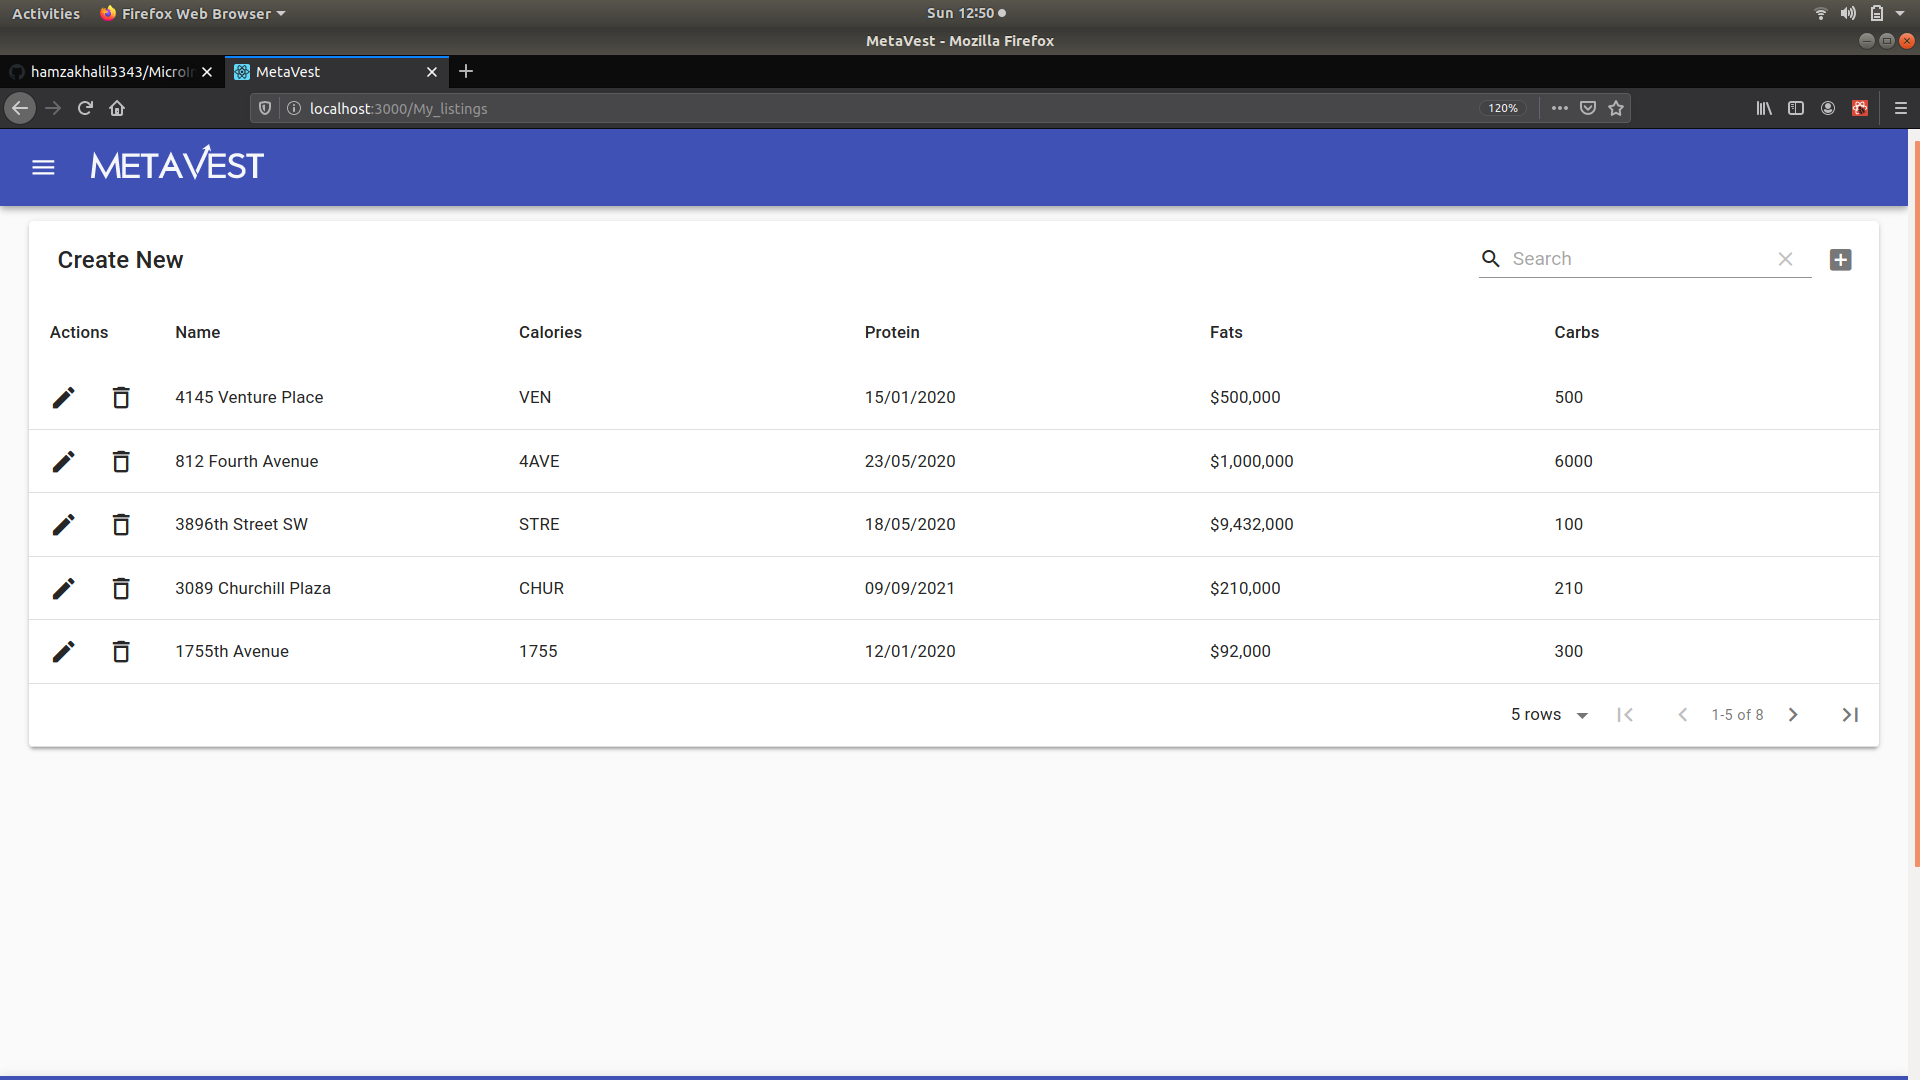 Activities Firefox Web Browser Sun 12:50
MetaVest - Mozilla Firefox
hamzakhalil3343/MicroIn MetaVest
localhost:3000/My_listings 120%
METAVEST
Create New Search
Actions Name Calories Protein Fats Carbs
4145 Venture Place VEN 15/01/2020 $500,000 500
812 Fourth Avenue 4AVE 23/05/2020 $1,000,000 6000
3896th Street SW STRE 18/05/2020 $9,432,000 100
3089 Churchill Plaza CHUR 09/09/2021 $210,000 210
1755th Avenue 1755 12/01/2020 $92,000 300
5 rows 1-5 of 8